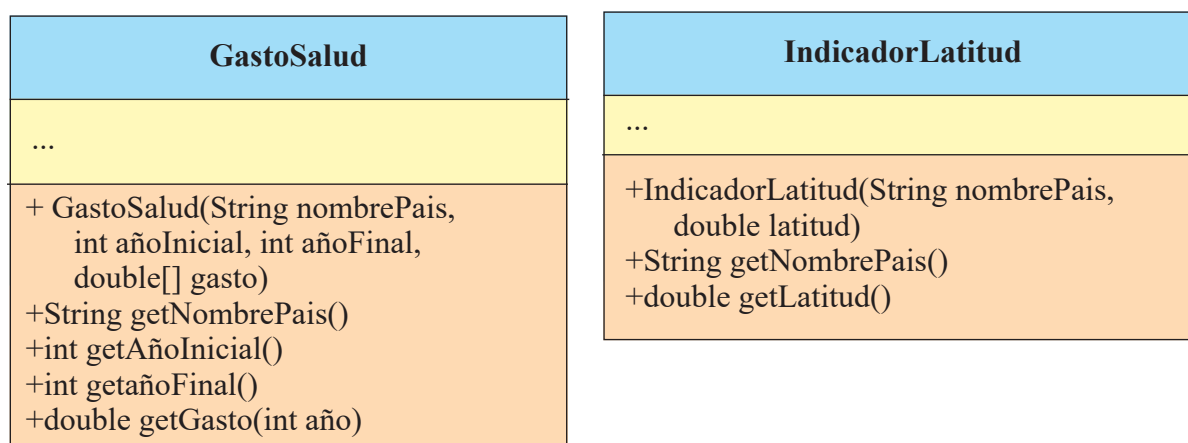 GastoSalud
...
+ GastoSalud(String nombrePais,
int añoInicial, int añoFinal,
double[] gasto)
+String getNombrePais()
+int getAñoInicial()
+int getañoFinal()
+double getGasto(int año)
IndicadorLatitud
...
+IndicadorLatitud(String nombrePais,
double latitud)
+String getNombrePais()
+double getLatitud()